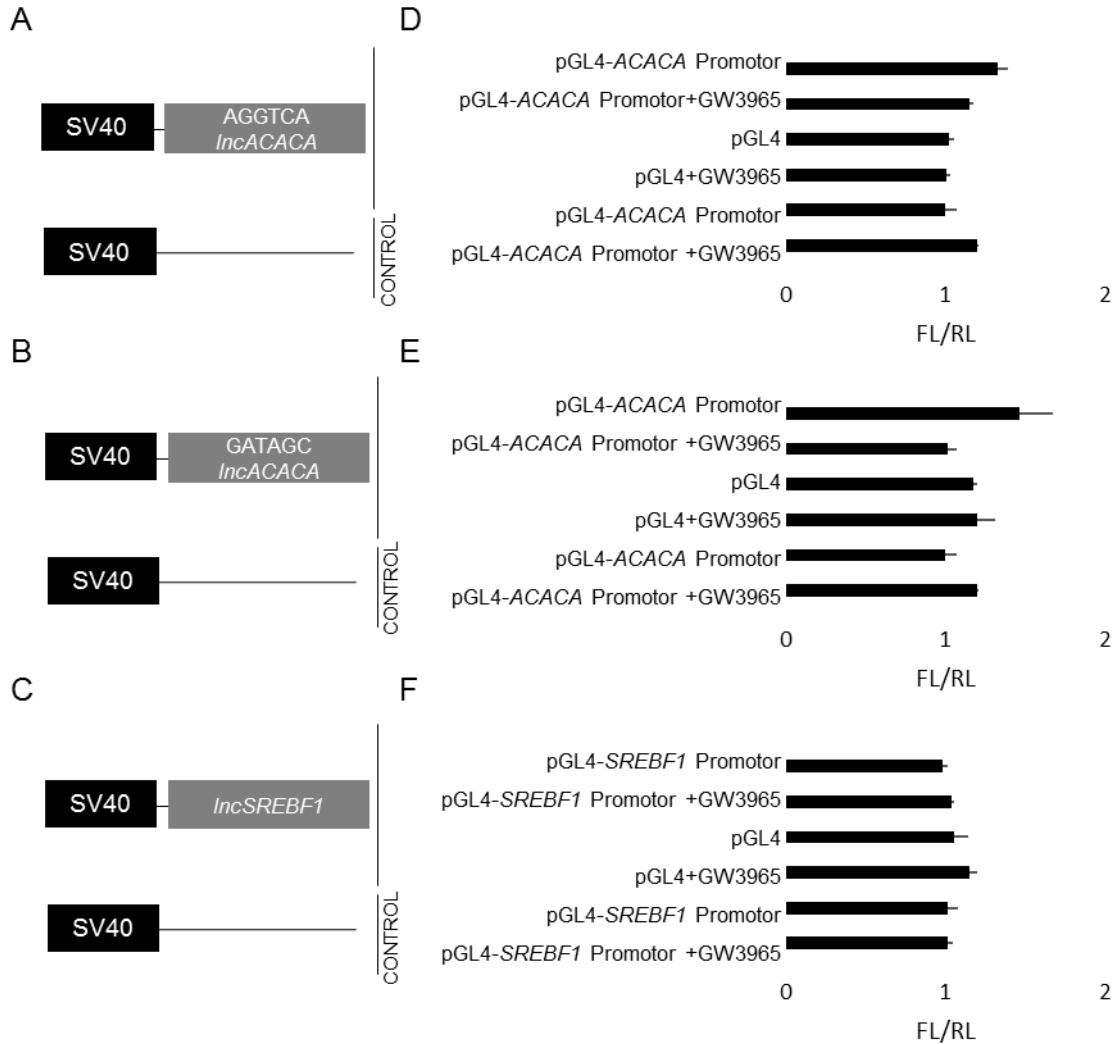 A
SV40
AGGTCA
lncACACA
SV40
CONTROL
D
pGL4-ACACA Promotor
pGL4-ACACA Promotor+GW3965
pGL4
pGL4+GW3965
pGL4-ACACA Promotor
pGL4-ACACA Promotor +GW3965
0 1 2
FL/RL
B
SV40
GATAGC
lncACACA
SV40
CONTROL
E
pGL4-ACACA Promotor
pGL4-ACACA Promotor +GW3965
pGL4
pGL4+GW3965
pGL4-ACACA Promotor
pGL4-ACACA Promotor +GW3965
0 1 2
FL/RL
C
SV40
lncSREBF1
SV40
CONTROL
F
pGL4-SREBF1 Promotor
pGL4-SREBF1 Promotor +GW3965
pGL4
pGL4+GW3965
pGL4-SREBF1 Promotor
pGL4-SREBF1 Promotor +GW3965
0 1 2
FL/RL